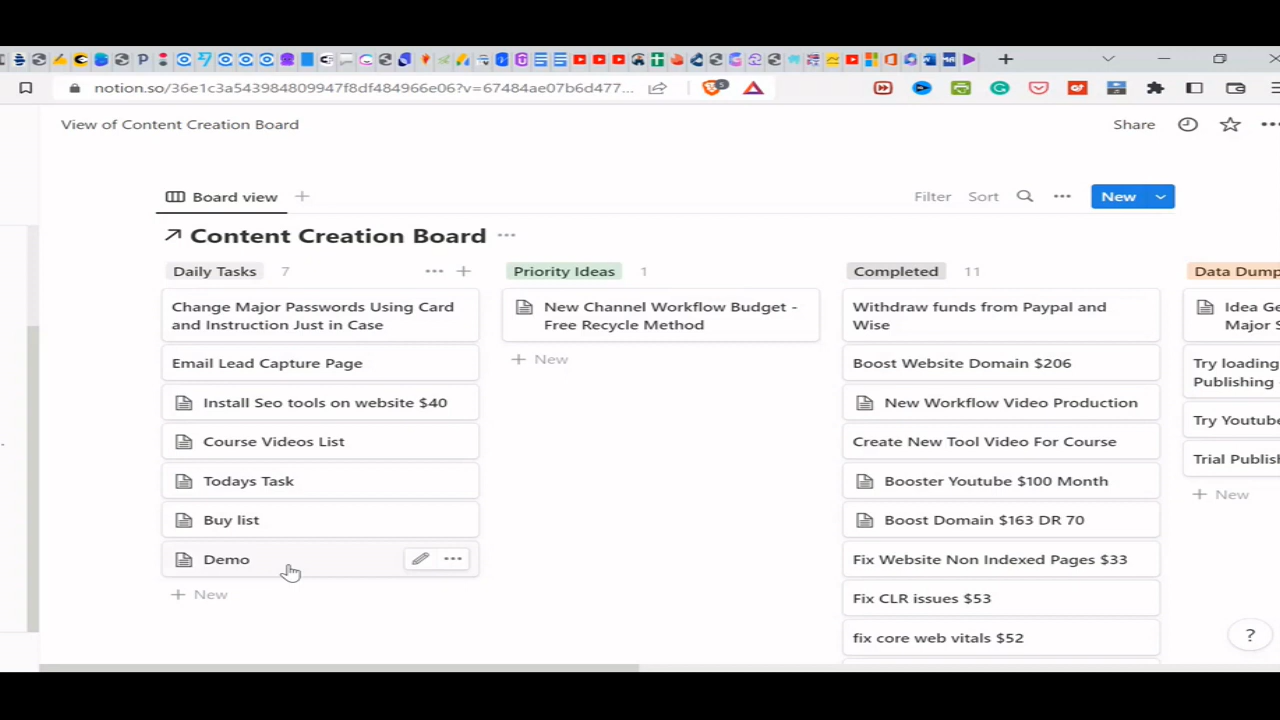 notion.so/36e1c3a543984809947f8df484966e06?v=67484ae07b6d477...
View of Content Creation Board
Share
Board view
Filter
Sort
New
Content Creation Board
Daily Tasks 7
Change Major Passwords Using Card
and Instruction Just in Case
Email Lead Capture Page
Install Seo tools on website $40
Course Videos List
Todays Task
Buy list
Demo
New
Priority Ideas 1
New Channel Workflow Budget -
Free Recycle Method
New
Completed 11
Withdraw funds from Paypal and
Wise
Boost Website Domain $206
New Workflow Video Production
Create New Tool Video For Course
Booster Youtube $100 Month
Boost Domain $163 DR 70
Fix Website Non Indexed Pages $33
Fix CLR issues $53
fix core web vitals $52
Data Dump
Idea Ge
Major S
Try loading
Publishing
Try Youtube
Trial Publish
New
?